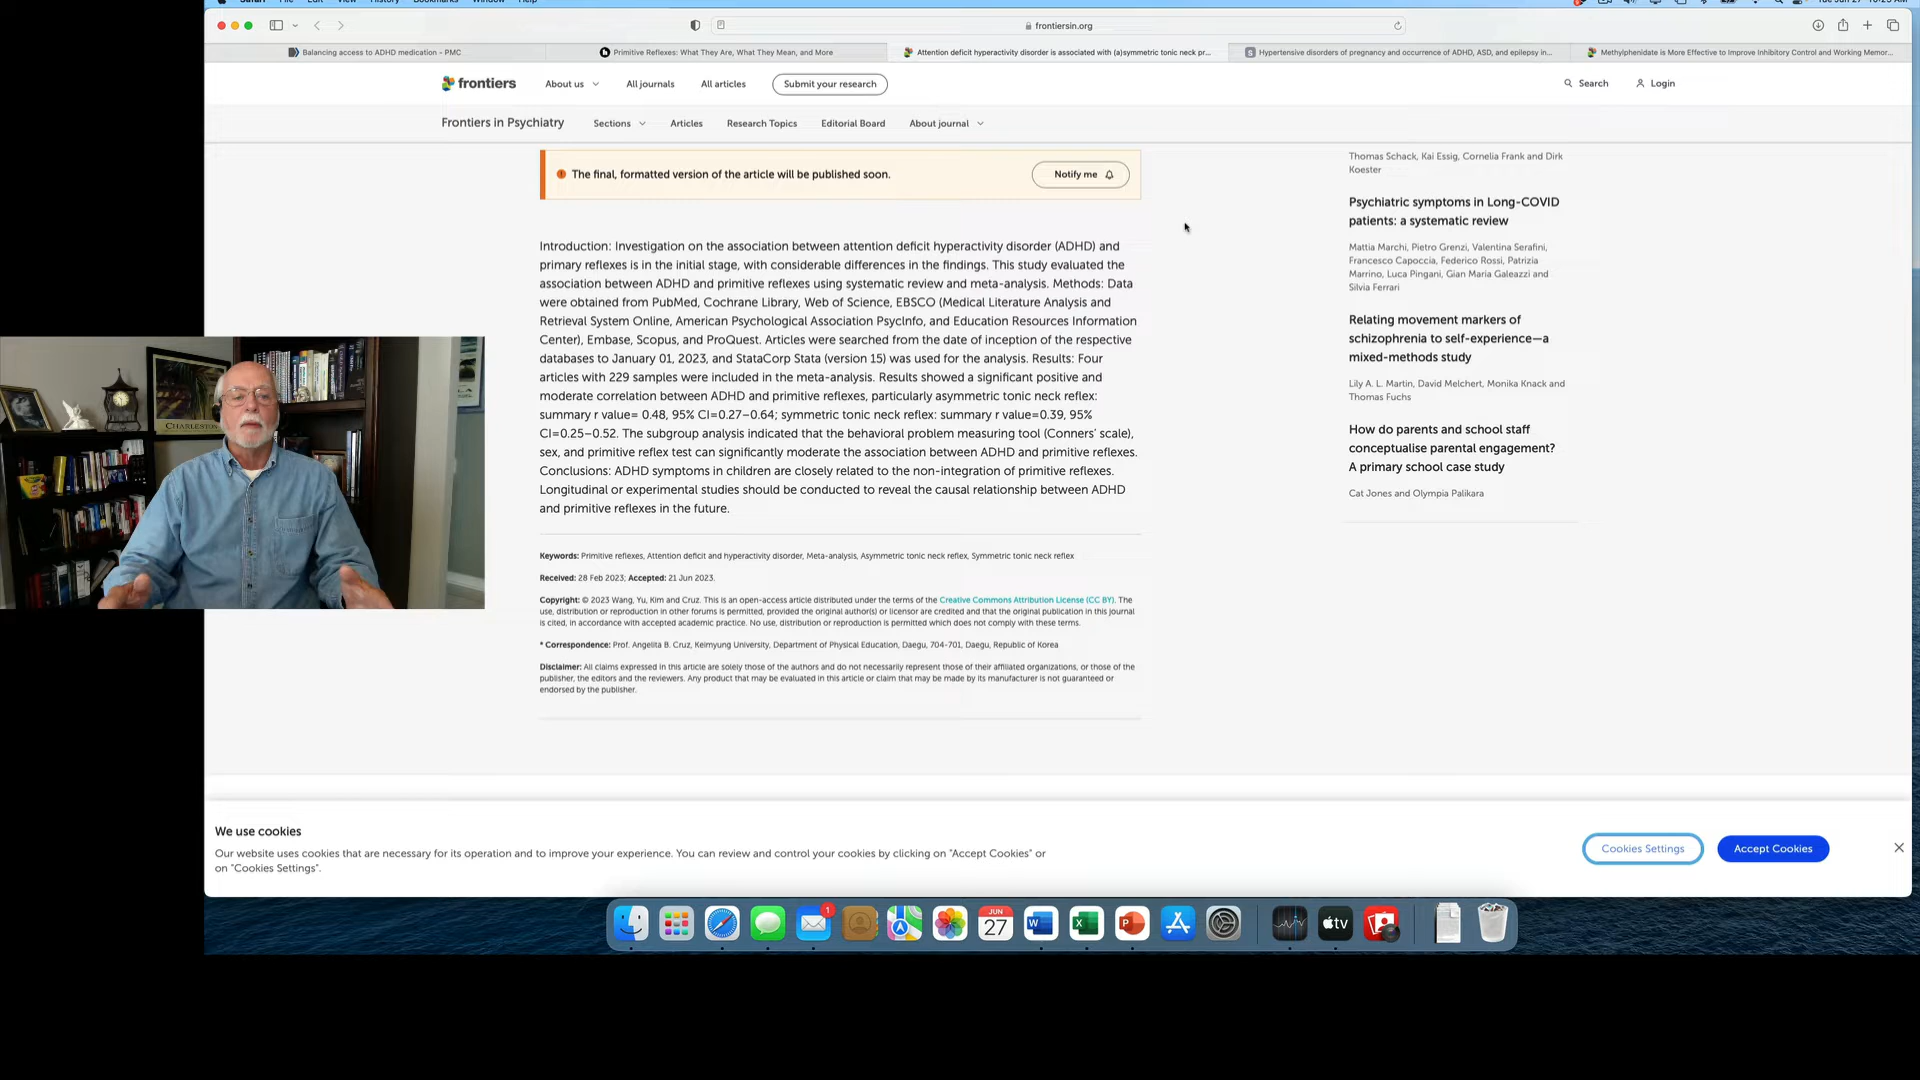 Safari File Edit View History Bookmarks Window Help
frontiersin.org
Balancing access to ADHD medication - PMC
Primitive Reflexes: What They Are, What They Mean, and More
Attention deficit hyperactivity disorder is associated with (a)symmetric tonic neck pr...
Hypertensive disorders of pregnancy and occurrence of ADHD, ASD, and epilepsy in...
Methylphenidate is More Effective to Improve Inhibitory Control and Working Memor...
frontiers
About us
All journals
All articles
Submit your research
Search
Login
Frontiers in Psychiatry
Sections
Articles
Research Topics
Editorial Board
About journal
The final, formatted version of the article will be published soon.
Notify me
Introduction: Investigation on the association between attention deficit hyperactivity disorder (ADHD) and
primary reflexes is in the initial stage, with considerable differences in the findings. This study evaluated the
association between ADHD and primitive reflexes using systematic review and meta-analysis. Methods: Data
were obtained from PubMed, Cochrane Library, Web of Science, EBSCO (Medical Literature Analysis and
Retrieval System Online, American Psychological Association PsycInfo, and Education Resources Information
Center), Embase, Scopus, and ProQuest. Articles were searched from the date of inception of the respective
databases to January 01, 2023, and StataCorp Stata (version 15) was used for the analysis. Results: Four
articles with 229 samples were included in the meta-analysis. Results showed a significant positive and
moderate correlation between ADHD and primitive reflexes, particularly asymmetric tonic neck reflex:
summary r value= 0.48, 95% CI=0.27–0.64; symmetric tonic neck reflex: summary r value=0.39, 95%
CI=0.25–0.52. The subgroup analysis indicated that the behavioral problem measuring tool (Conners’ scale),
sex, and primitive reflex test can significantly moderate the association between ADHD and primitive reflexes.
Conclusions: ADHD symptoms in children are closely related to the non-integration of primitive reflexes.
Longitudinal or experimental studies should be conducted to reveal the causal relationship between ADHD
and primitive reflexes in the future.
Keywords: Primitive reflexes, Attention deficit and hyperactivity disorder, Meta-analysis, Asymmetric tonic neck reflex, Symmetric tonic neck reflex
Received: 28 Feb 2023; Accepted: 21 Jun 2023.
Copyright: © 2023 Wang, Yu, Kim and Cruz. This is an open-access article distributed under the terms of the Creative Commons Attribution License (CC BY). The
use, distribution or reproduction in other forums is permitted, provided the original author(s) or licensor are credited and that the original publication in this journal
is cited, in accordance with accepted academic practice. No use, distribution or reproduction is permitted which does not comply with these terms.
* Correspondence: Prof. Angelita B. Cruz, Keimyung University, Department of Physical Education, Daegu, 704-701, Daegu, Republic of Korea
Disclaimer: All claims expressed in this article are solely those of the authors and do not necessarily represent those of their affiliated organizations, or those of the
publisher, the editors and the reviewers. Any product that may be evaluated in this article or claim that may be made by its manufacturer is not guaranteed or
endorsed by the publisher.
Thomas Schack, Kai Essig, Cornelia Frank and Dirk
Koester
Psychiatric symptoms in Long-COVID
patients: a systematic review
Mattia Marchi, Pietro Grenzi, Valentina Serafini,
Francesco Capoccia, Federico Rossi, Patrizia
Marrino, Luca Pingani, Gian Maria Galeazzi and
Silvia Ferrari
Relating movement markers of
schizophrenia to self-experience—a
mixed-methods study
Lily A. L. Martin, David Melchert, Monika Knack and
Thomas Fuchs
How do parents and school staff
conceptualise parental engagement?
A primary school case study
Cat Jones and Olympia Palikara
CHARLESTON
We use cookies
Our website uses cookies that are necessary for its operation and to improve your experience. You can review and control your cookies by clicking on "Accept Cookies" or
on "Cookies Settings".
Cookies Settings
Accept Cookies
1
JUN
27
W
X
P
tv